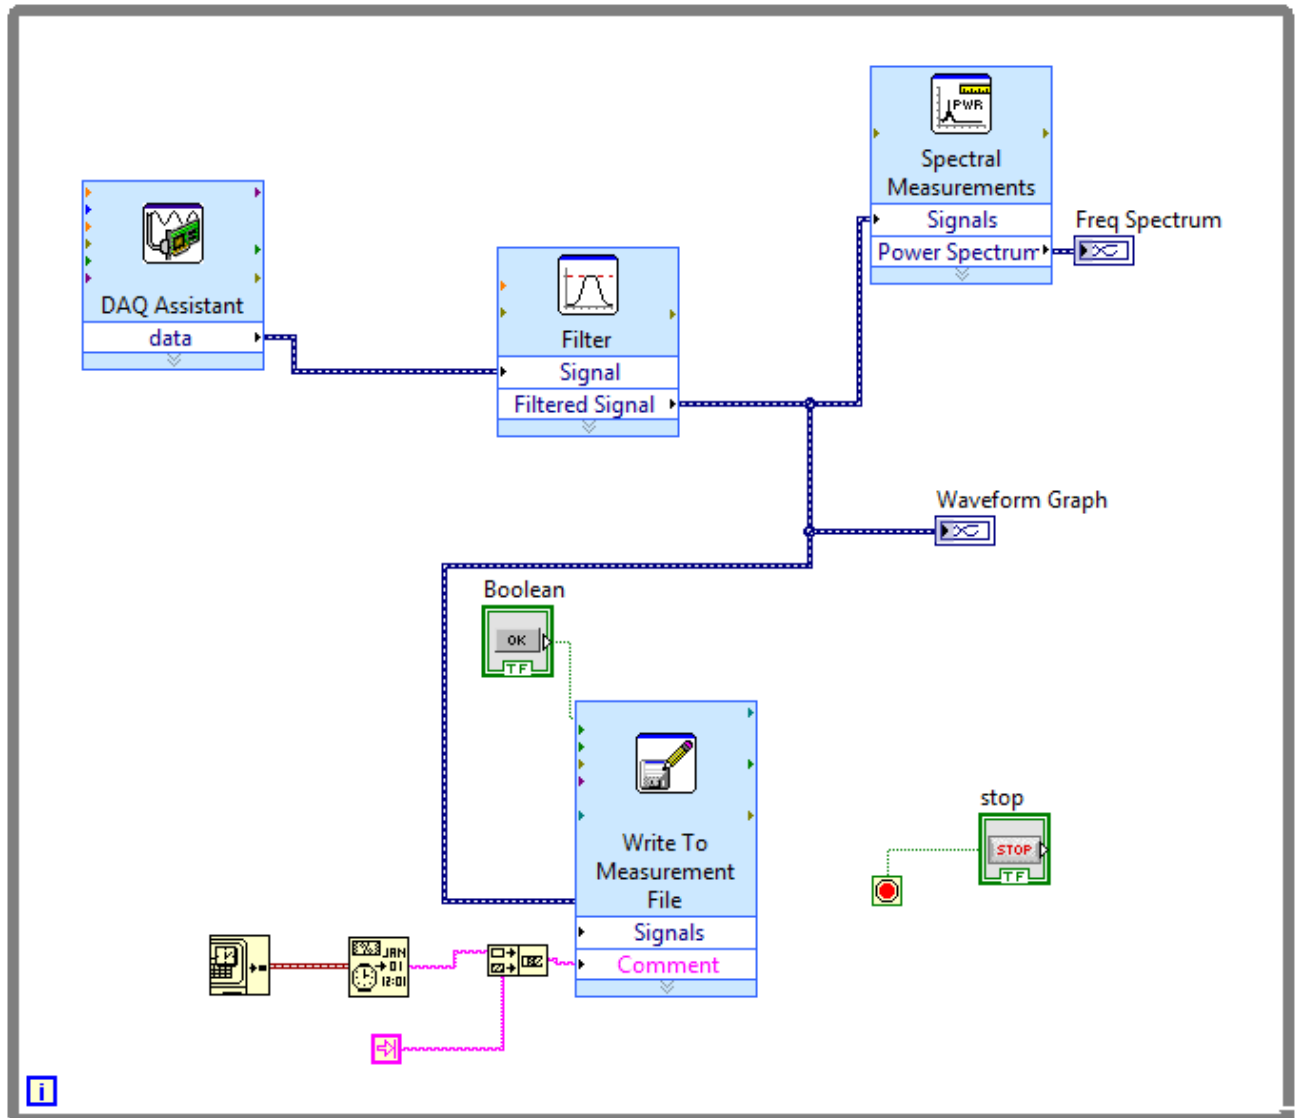 PWR
Spectral
Measurements
Signals
Power Spectrum
Freq Spectrum
DAQ Assistant
data
Filter
Signal
Filtered Signal
Waveform Graph
Boolean
OK
TF
Write To
Measurement
File
Signals
Comment
stop
STOP
TF
JAN
01
12:01
i